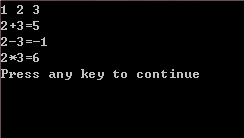 1 2 3
2+3=5
2-3=-1
2*3=6
Press any key to continue